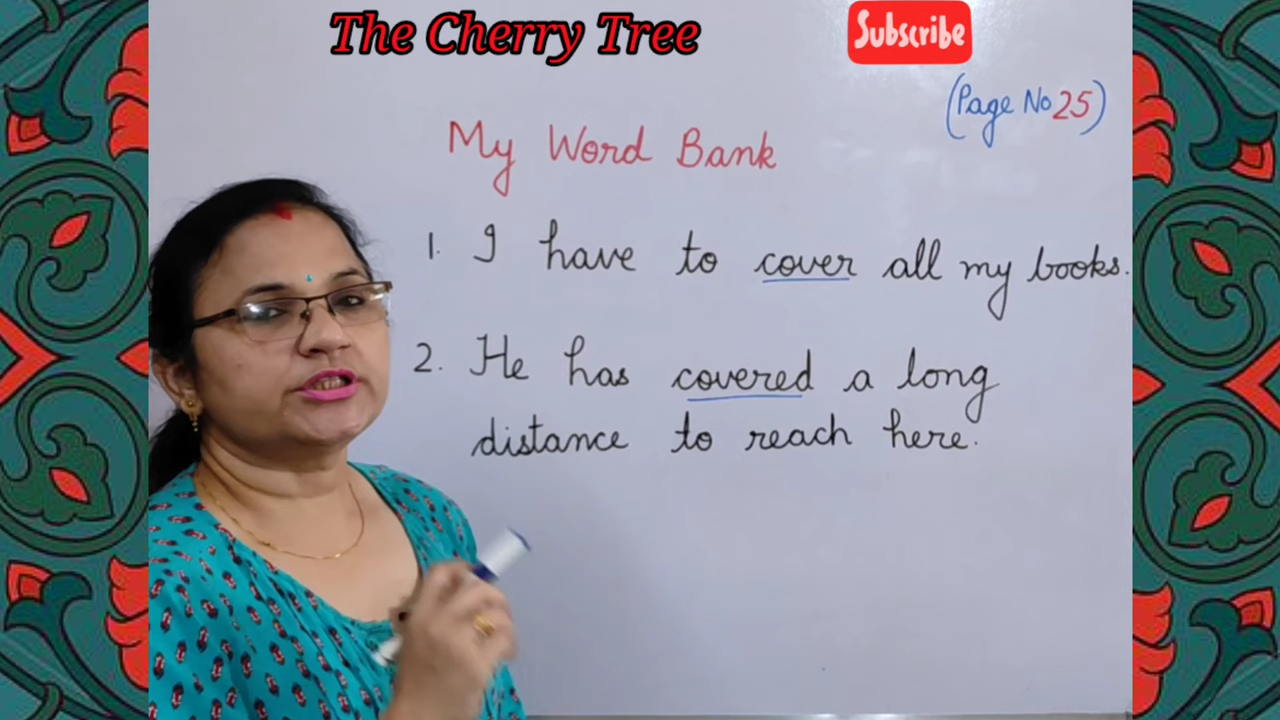 The Cherry Tree
Subscribe
(Page No 25)
My Word Bank
1. I have to cover all my books.
2. He has covered a long
distance to reach here.